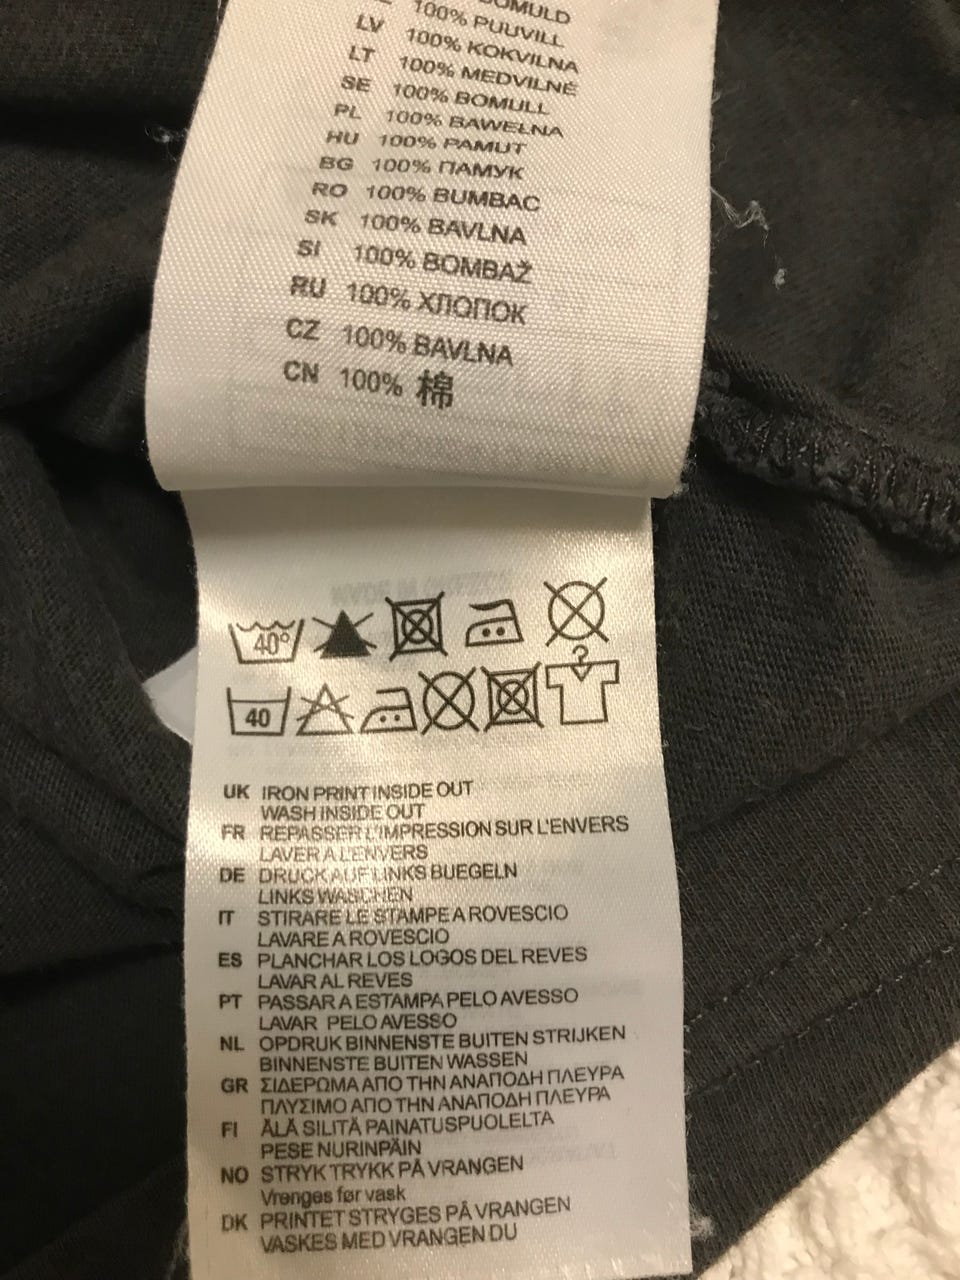 100% PUUVILL
LV 100% KOKVILNA
LT 100% MEDVILNĖ
SE 100% BOMULL
PL 100% BAWEŁNA
HU 100% PAMUT
BG 100% ПАМУК
RO 100% BUMBAC
SK 100% BAVLNA
SI 100% BOMBAŽ
RU 100% ХЛОПОК
CZ 100% BAVLNA
CN 100% 棉
40°
40
UK IRON PRINT INSIDE OUT
WASH INSIDE OUT
FR REPASSER L'IMPRESSION SUR L'ENVERS
LAVER A L'ENVERS
DE DRUCK AUF LINKS BUEGELN
LINKS WASCHEN
IT STIRARE LE STAMPE A ROVESCIO
LAVARE A ROVESCIO
ES PLANCHAR LOS LOGOS DEL REVES
LAVAR AL REVES
PT PASSAR A ESTAMPA PELO AVESSO
LAVAR PELO AVESSO
NL OPDRUK BINNENSTE BUITEN STRIJKEN
BINNENSTE BUITEN WASSEN
GR ΣΙΔΕΡΩΜΑ ΑΠΟ ΤΗΝ ΑΝΑΠΟΔΗ ΠΛΕΥΡΑ
ΠΛΥΣΙΜΟ ΑΠΟ ΤΗΝ ΑΝΑΠΟΔΗ ΠΛΕΥΡΑ
FI ÄLÄ SILITÄ PAINATUSPUOLELTA
PESE NURINPÄIN
NO STRYK TRYKK PÅ VRANGEN
Vrenges før vask
DK PRINTET STRYGES PÅ VRANGEN
VASKES MED VRANGEN DU